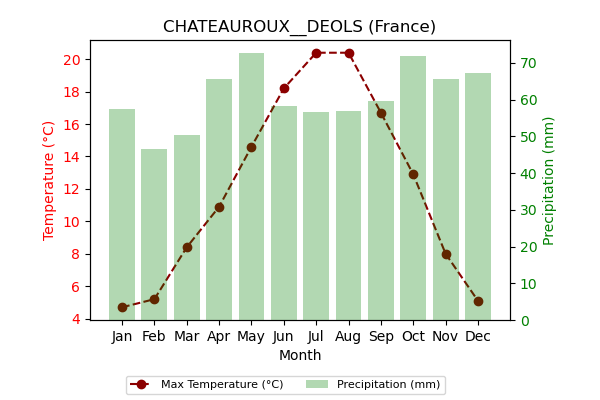 CHATEAUROUX__DEOLS (France)
20
18
16
14
12
10
8
6
4
Temperature (°C)
70
60
50
40
30
20
10
0
Precipitation (mm)
Jan Feb Mar Apr May Jun Jul Aug Sep Oct Nov Dec
Month
Max Temperature (°C) Precipitation (mm)